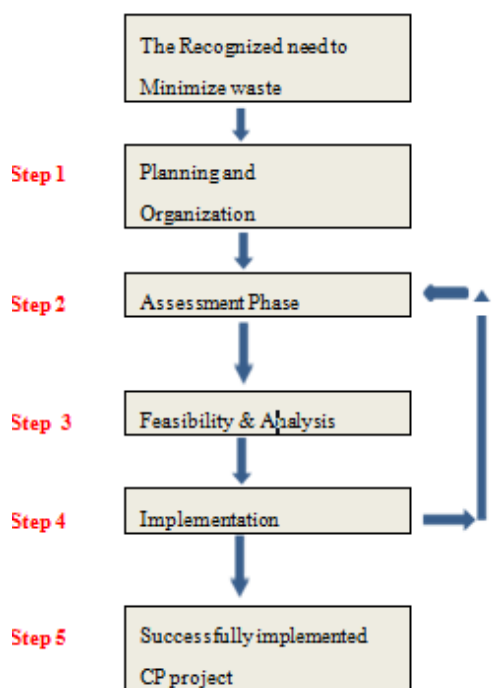 The Recognized need to
Minimize waste
Step 1
Planning and
Organization
Step 2
Assessment Phase
Step 3
Feasibility & Analysis
Step 4
Implementation
Step 5
Successfully implemented
CP project